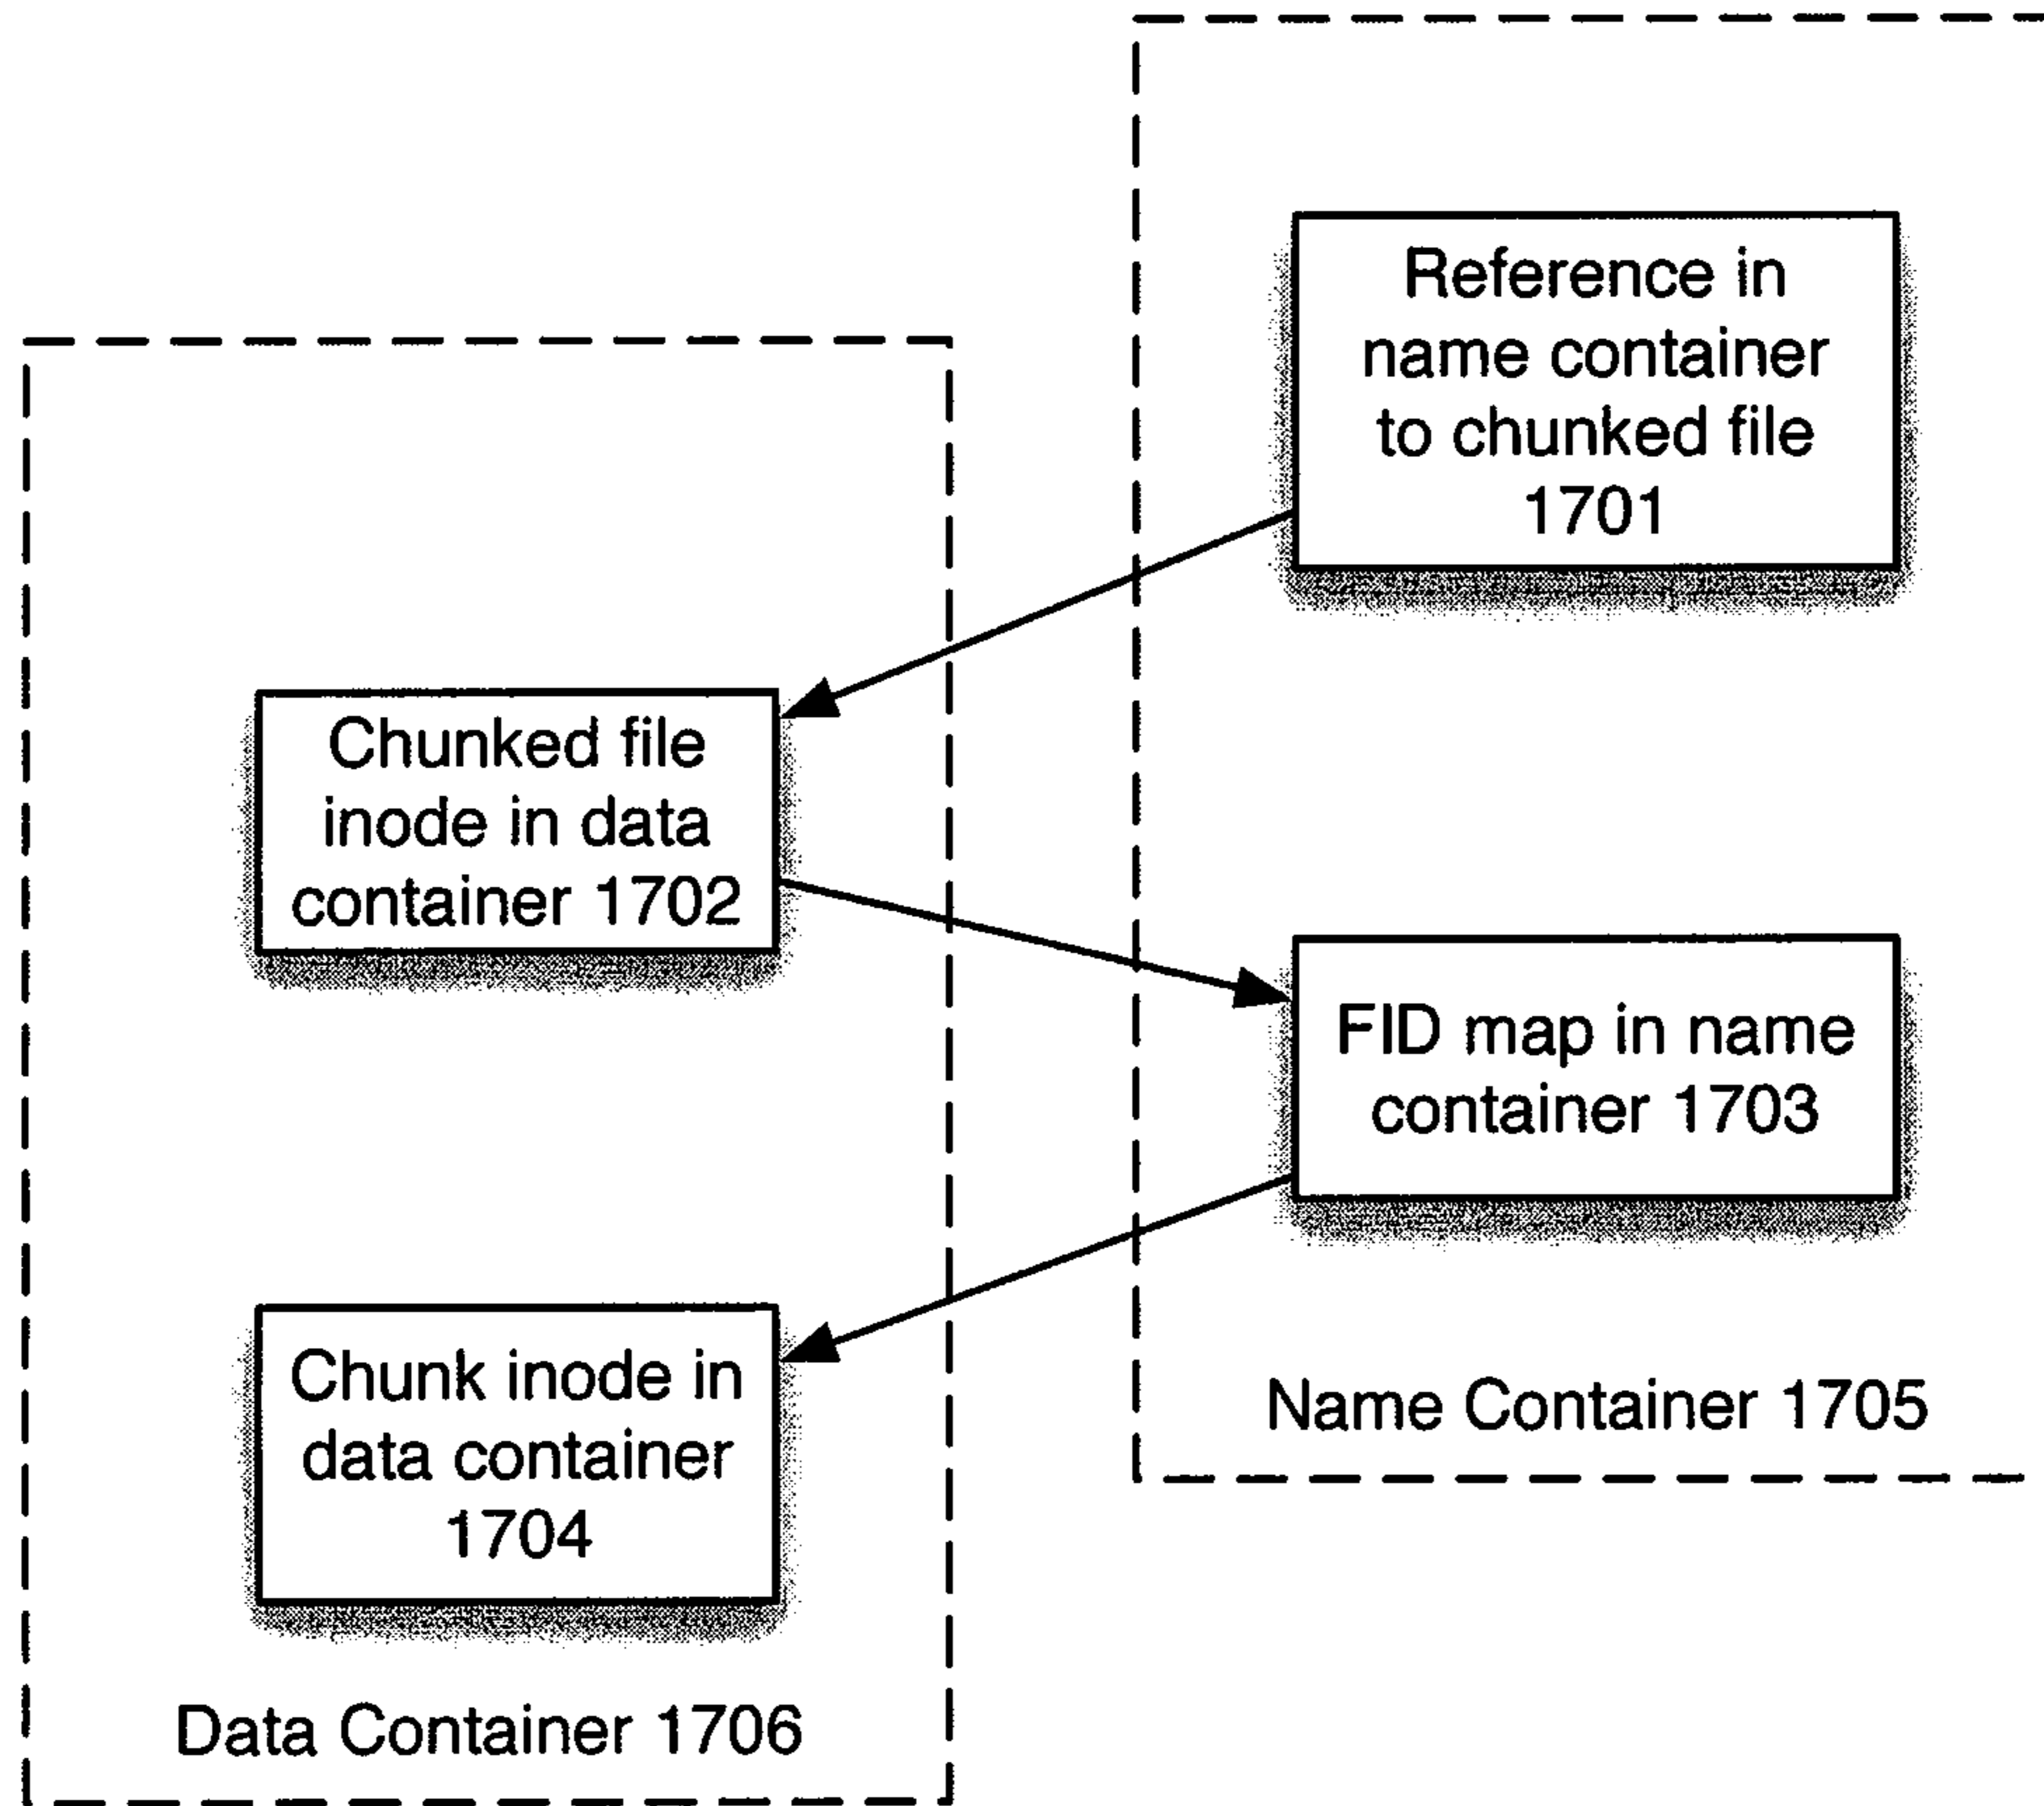 Reference in
name container
to chunked file
1701
Chunked file
inode in data
container 1702
FID map in name
container 1703
Chunk inode in
data container
1704
Name Container 1705
Data Container 1706